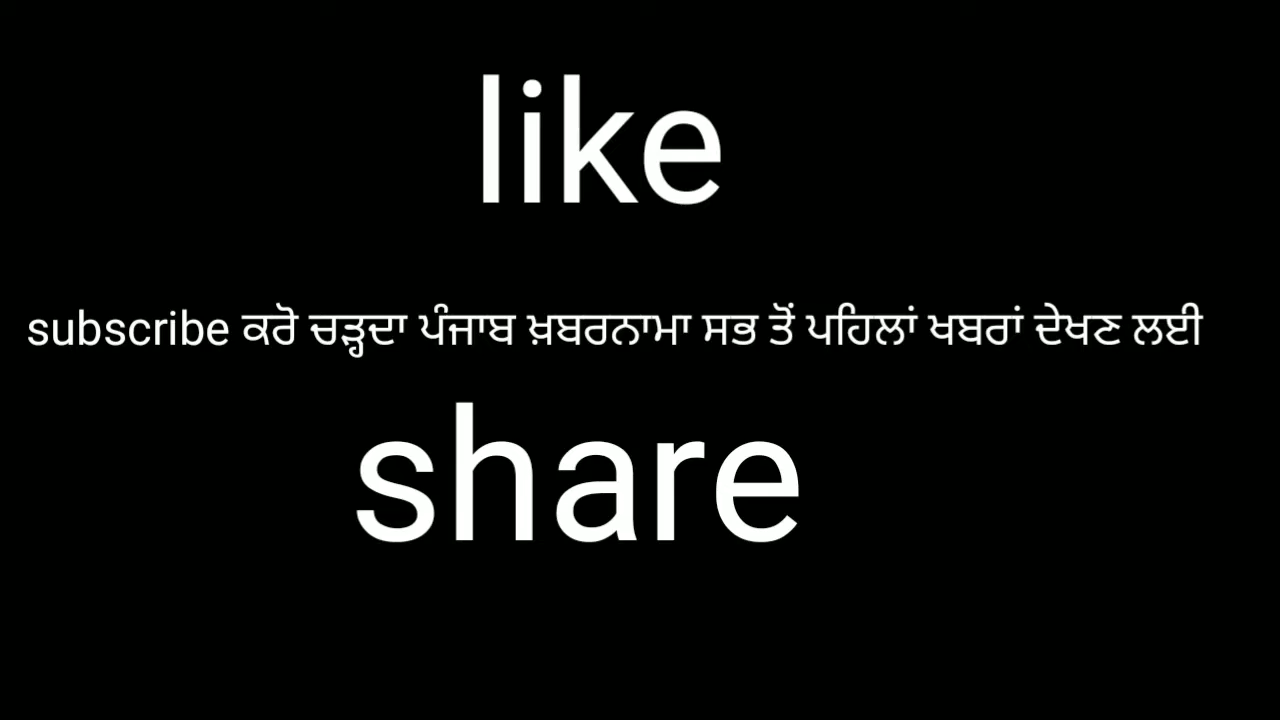 like
subscribe ਕਰੋ ਚੜ੍ਹਦਾ ਪੰਜਾਬ ਖ਼ਬਰਨਾਮਾ ਸਭ ਤੋਂ ਪਹਿਲਾਂ ਖਬਰਾਂ ਦੇਖਣ ਲਈ
share